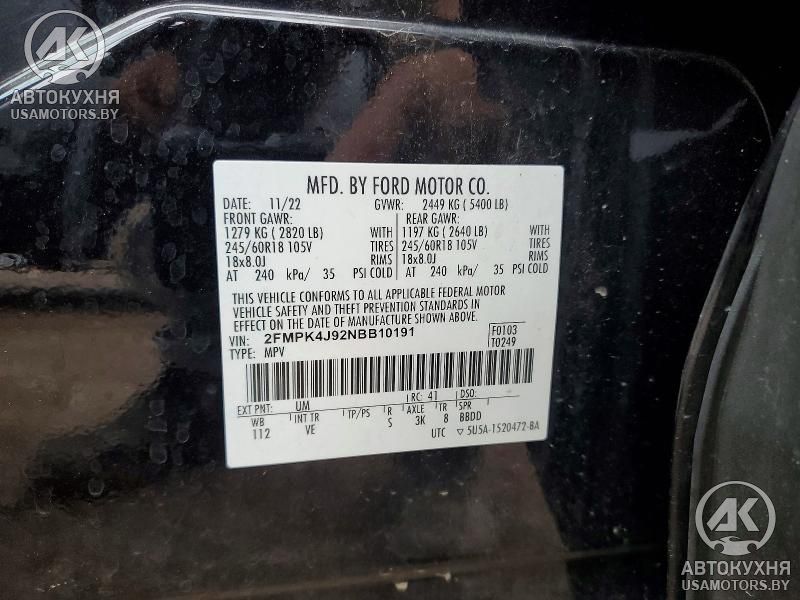 AK
АВТОКУХНЯ
USAMOTORS.BY
MFD. BY FORD MOTOR CO.
DATE: 11/22 GVWR: 2449 KG ( 5400 LB)
FRONT GAWR: REAR GAWR:
1279 KG ( 2820 LB) WITH 1197 KG ( 2640 LB) WITH
245/60R18 105V TIRES 245/60R18 105V TIRES
18x8.0J RIMS 18x8.0J RIMS
AT 240 kPa/ 35 PSI COLD AT 240 kPa/ 35 PSI COLD
THIS VEHICLE CONFORMS TO ALL APPLICABLE FEDERAL MOTOR
VEHICLE SAFETY AND THEFT PREVENTION STANDARDS IN
EFFECT ON THE DATE OF MANUFACTURE SHOWN ABOVE.
VIN: 2FMPK4J92NBB10191 F0103
TYPE: MPV T0249
EXT PNT: UM RC: 41 DSO:
WB INT TR TP/PS R AXLE TR SPR
112 VE S 3K 8 BBDD
UTC ▽ 5U5A-1520472-BA
AK
АВТОКУХНЯ
USAMOTORS.BY